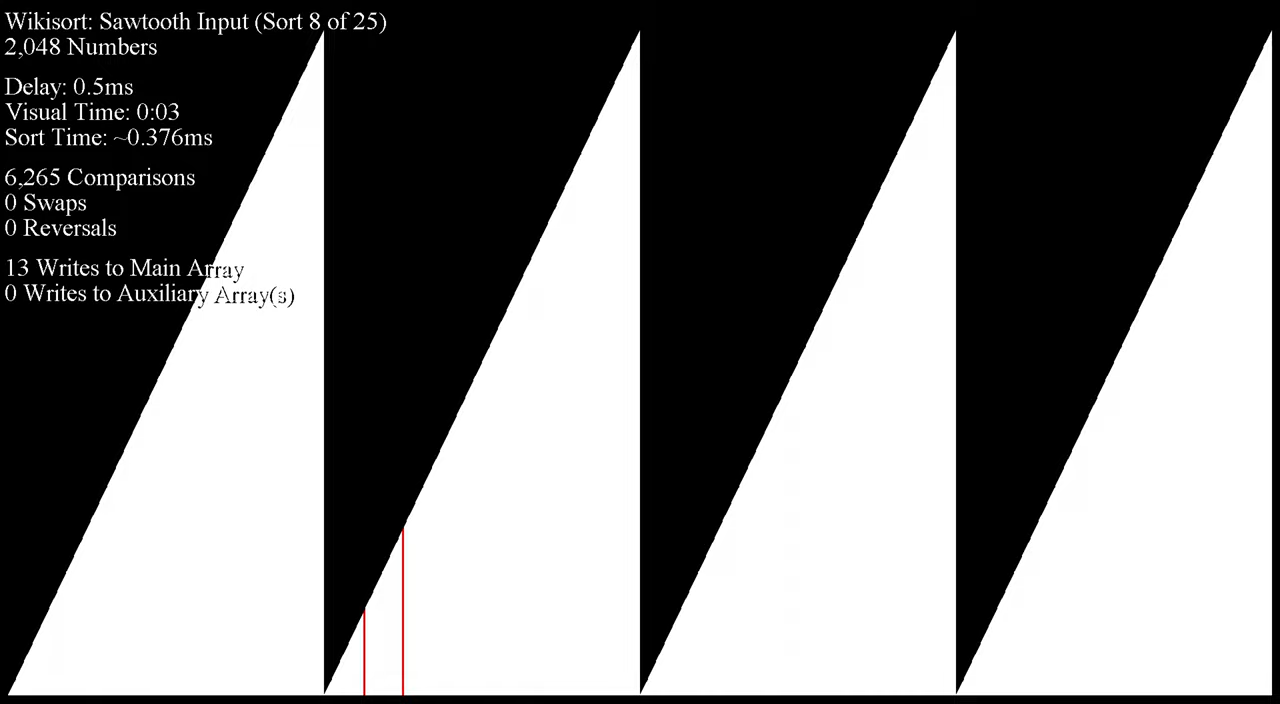 Wikisort: Sawtooth Input (Sort 8 of 25)
2,048 Numbers
Delay: 0.5ms
Visual Time: 0:03
Sort Time: ~0.376ms
6,265 Comparisons
0 Swaps
0 Reversals
13 Writes to Main Array
0 Writes to Auxiliary Array(s)